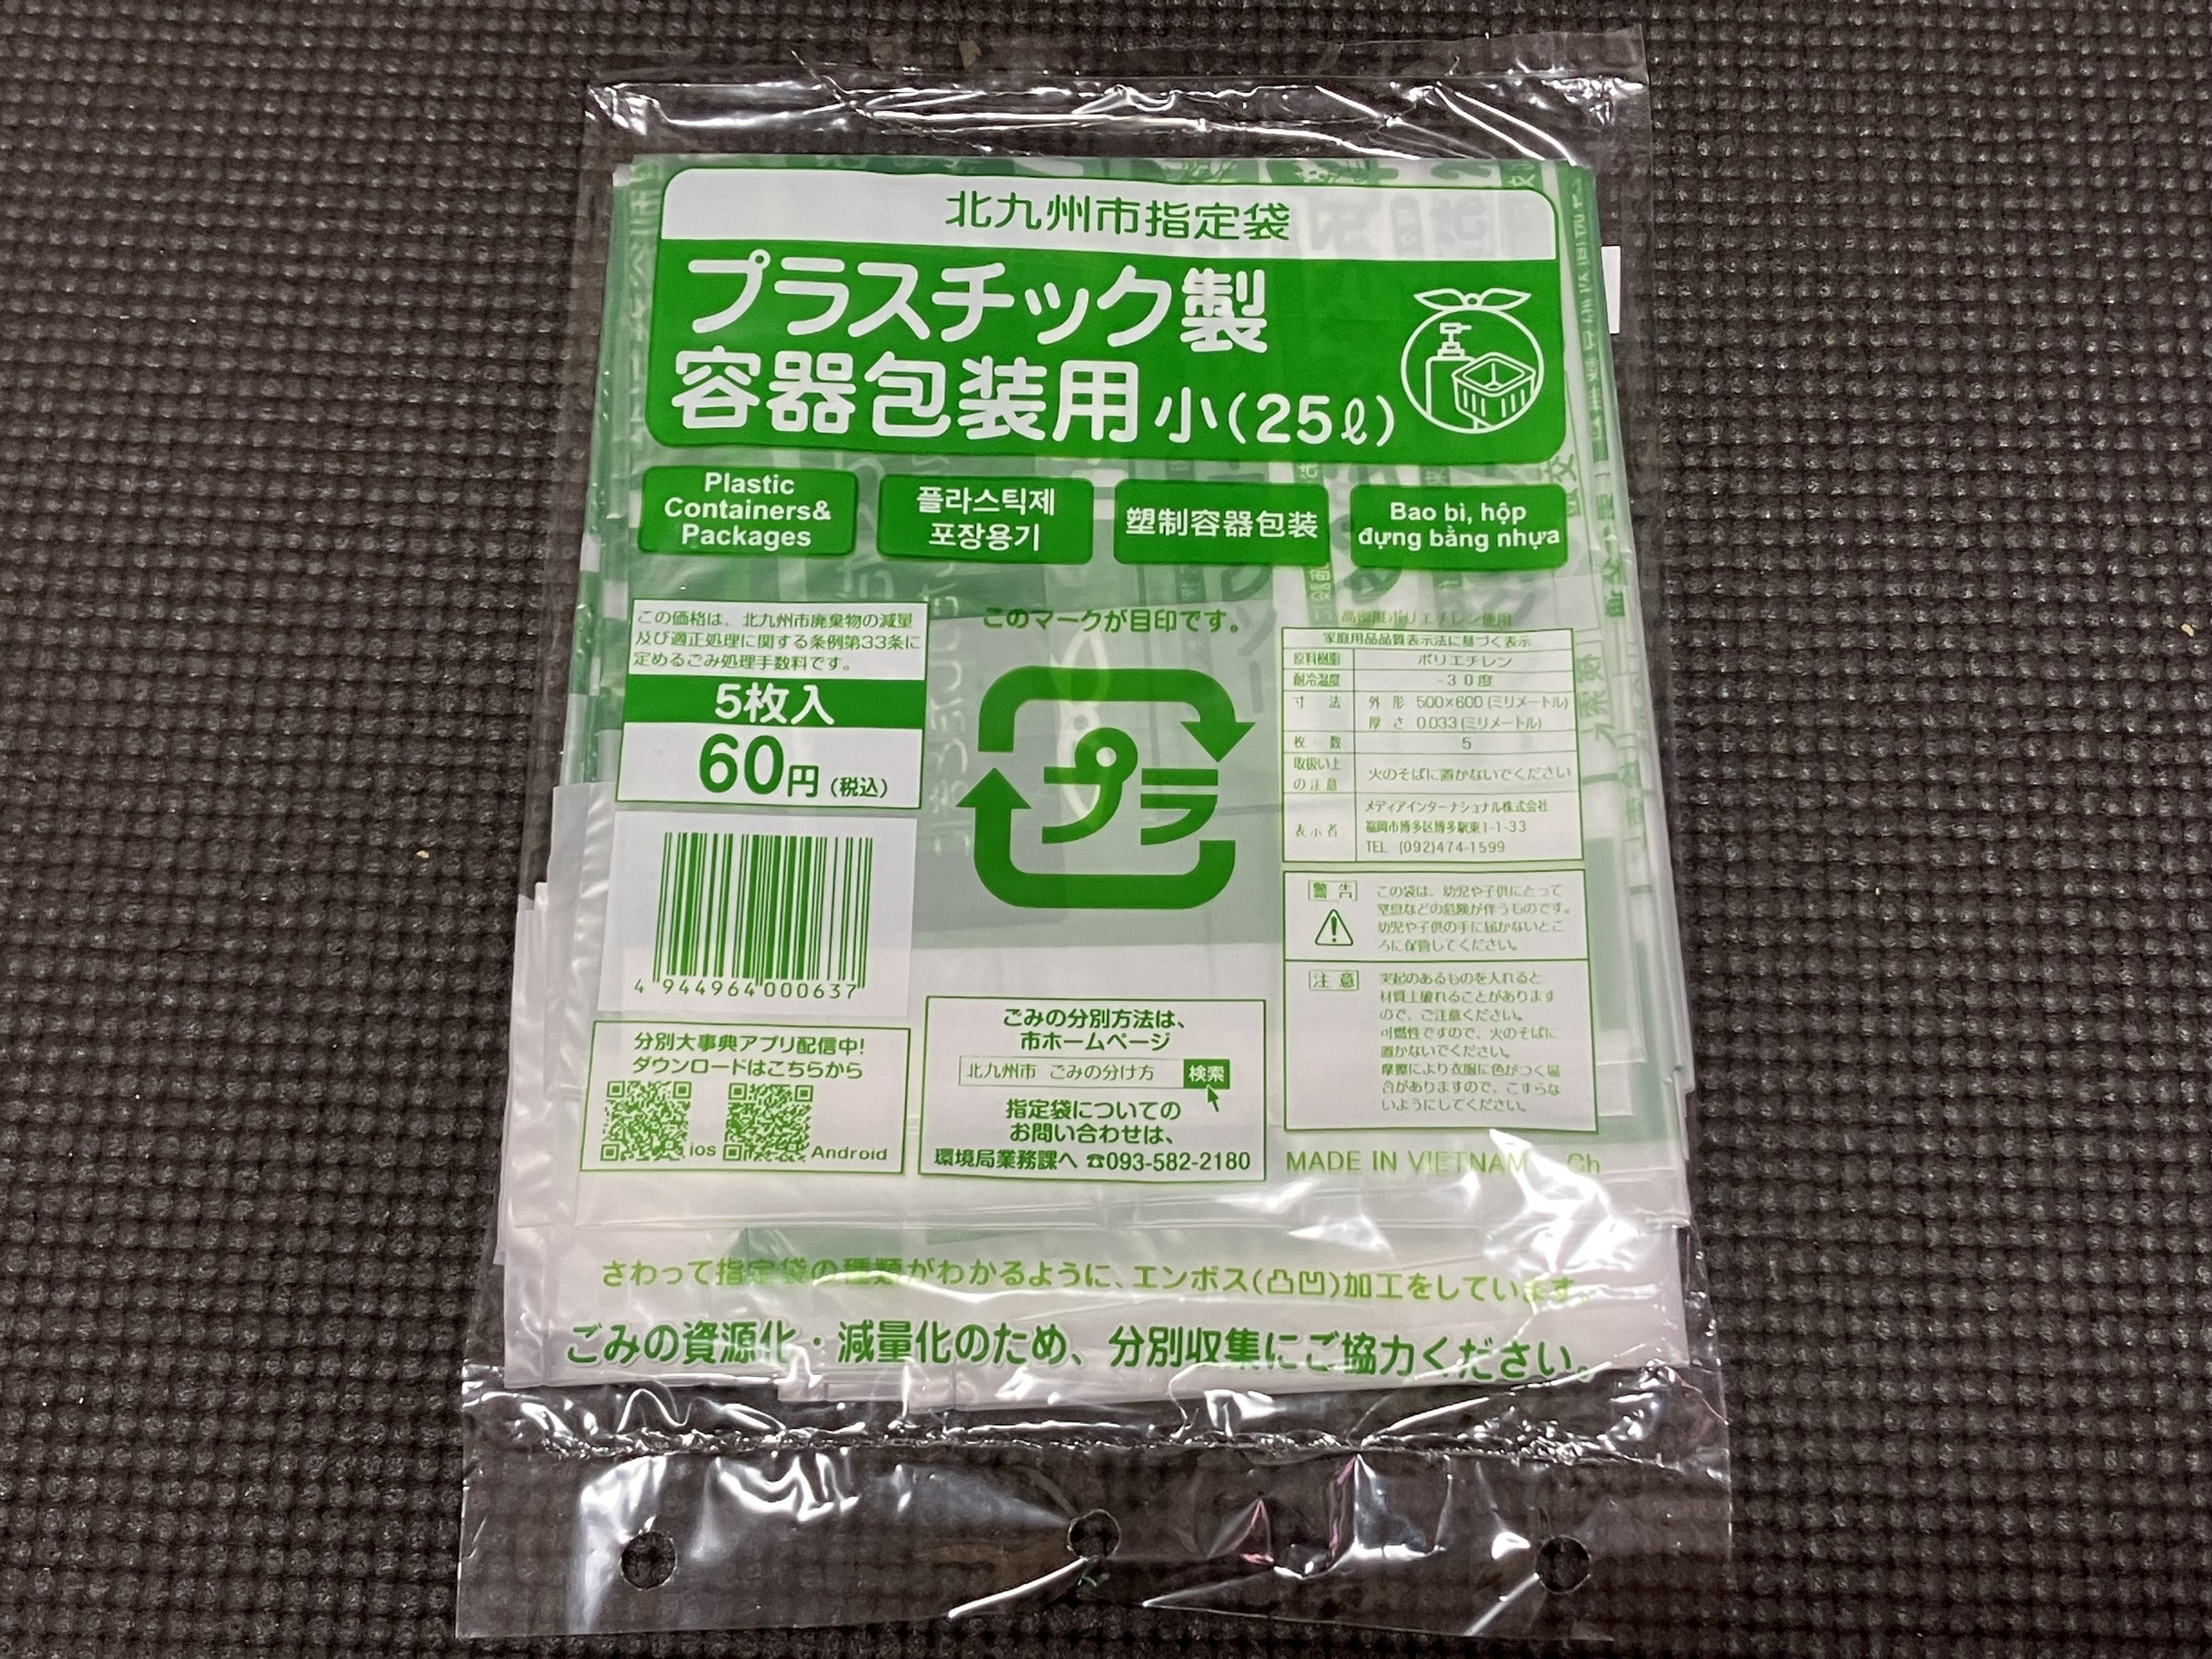 北九州市指定袋
プラスチック製
容器包装用 小(25ℓ)
Plastic
Containers&
Packages
플라스틱제
포장용기
塑制容器包装
Bao bì, hộp
đựng bằng nhựa
この価格は、北九州市廃棄物の減量
及び適正処理に関する条例第33条に
定めるごみ処理手数料です。
5枚入
60円(税込)
4 944964 000637
分別大事典アプリ配信中!
ダウンロードはこちらから
ios
Android
このマークが目印です。
プラ
ごみの分別方法は、
市ホームページ
北九州市 ごみの分け方 検索
指定袋についての
お問い合わせは、
環境局業務課へ ☎093-582-2180
高密度ポリエチレン使用
家庭用品品質表示法に基づく表示
原料樹脂 ポリエチレン
耐冷温度 -30度
寸法 外形 500×600(ミリメートル)
厚さ 0.033(ミリメートル)
枚数 5
取扱い上
の注意 火のそばに置かないでください
表示者 メディアインターナショナル株式会社
福岡市博多区博多駅東1-1-33
TEL (092)474-1599
警告 この袋は、幼児や子供にとって
窒息などの危険が伴うものです。
幼児や子供の手に届かないとこ
ろに保管してください。
注意 突起のあるものを入れると
材質上破れることがあります
ので、ご注意ください。
可燃性ですので、火のそばに
置かないでください。
摩擦により衣服に色がつく場
合がありますので、こすらな
いようにしてください。
MADE IN VIETNAM Ch
さわって指定袋の種類がわかるように、エンボス(凸凹)加工をしています。
ごみの資源化・減量化のため、分別収集にご協力ください。